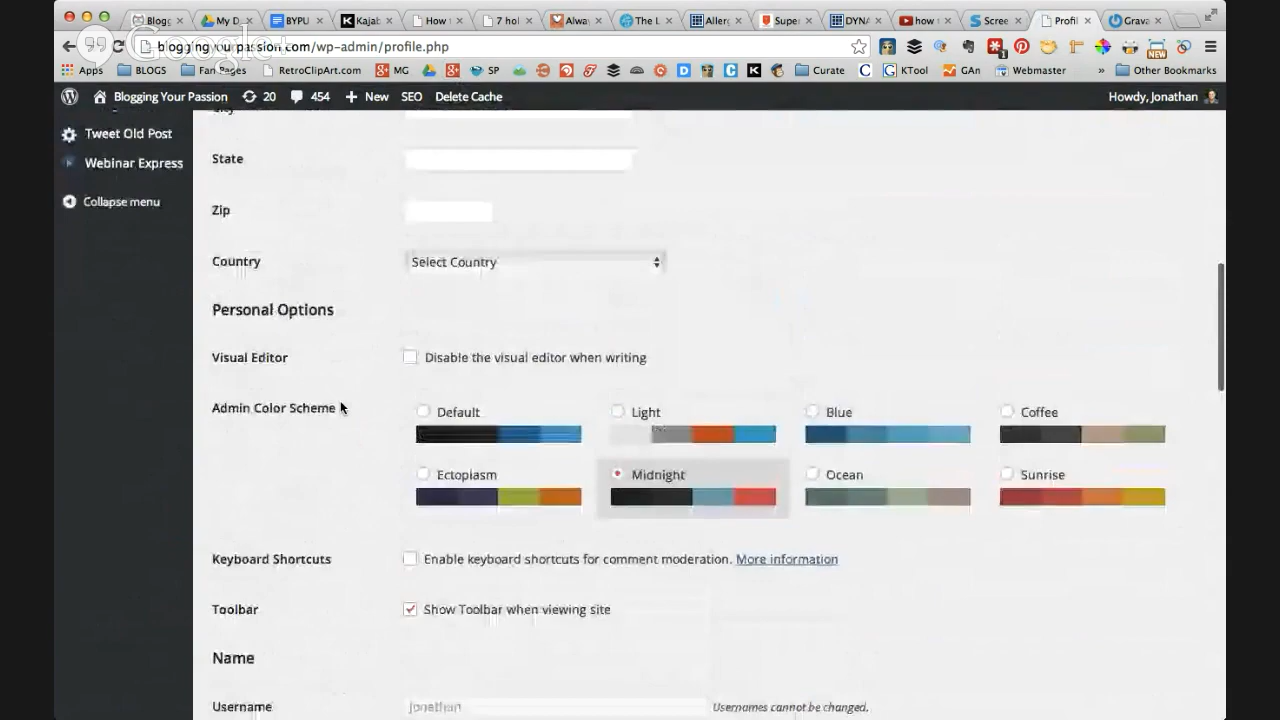 Blogg My D BYPU Kajab How t 7 hol Alwa The L Allerg Super DYNA how Scree Profil Grava
Google+
bloggingyourpassion.com/wp-admin/profile.php
NEW
Apps BLOGS Fan Pages RetroClipArt.com MG SP Curate KTool GAn Webmaster » Other Bookmarks
Blogging Your Passion 20 454 New SEO Delete Cache Howdy, Jonathan
Tweet Old Post
State
Webinar Express
Collapse menu
Zip
Country Select Country
Personal Options
Visual Editor Disable the visual editor when writing
Admin Color Scheme Default Light Blue Coffee
Ectoplasm Midnight Ocean Sunrise
Keyboard Shortcuts Enable keyboard shortcuts for comment moderation. More information
Toolbar Show Toolbar when viewing site
Name
Username Jonathan Usernames cannot be changed.